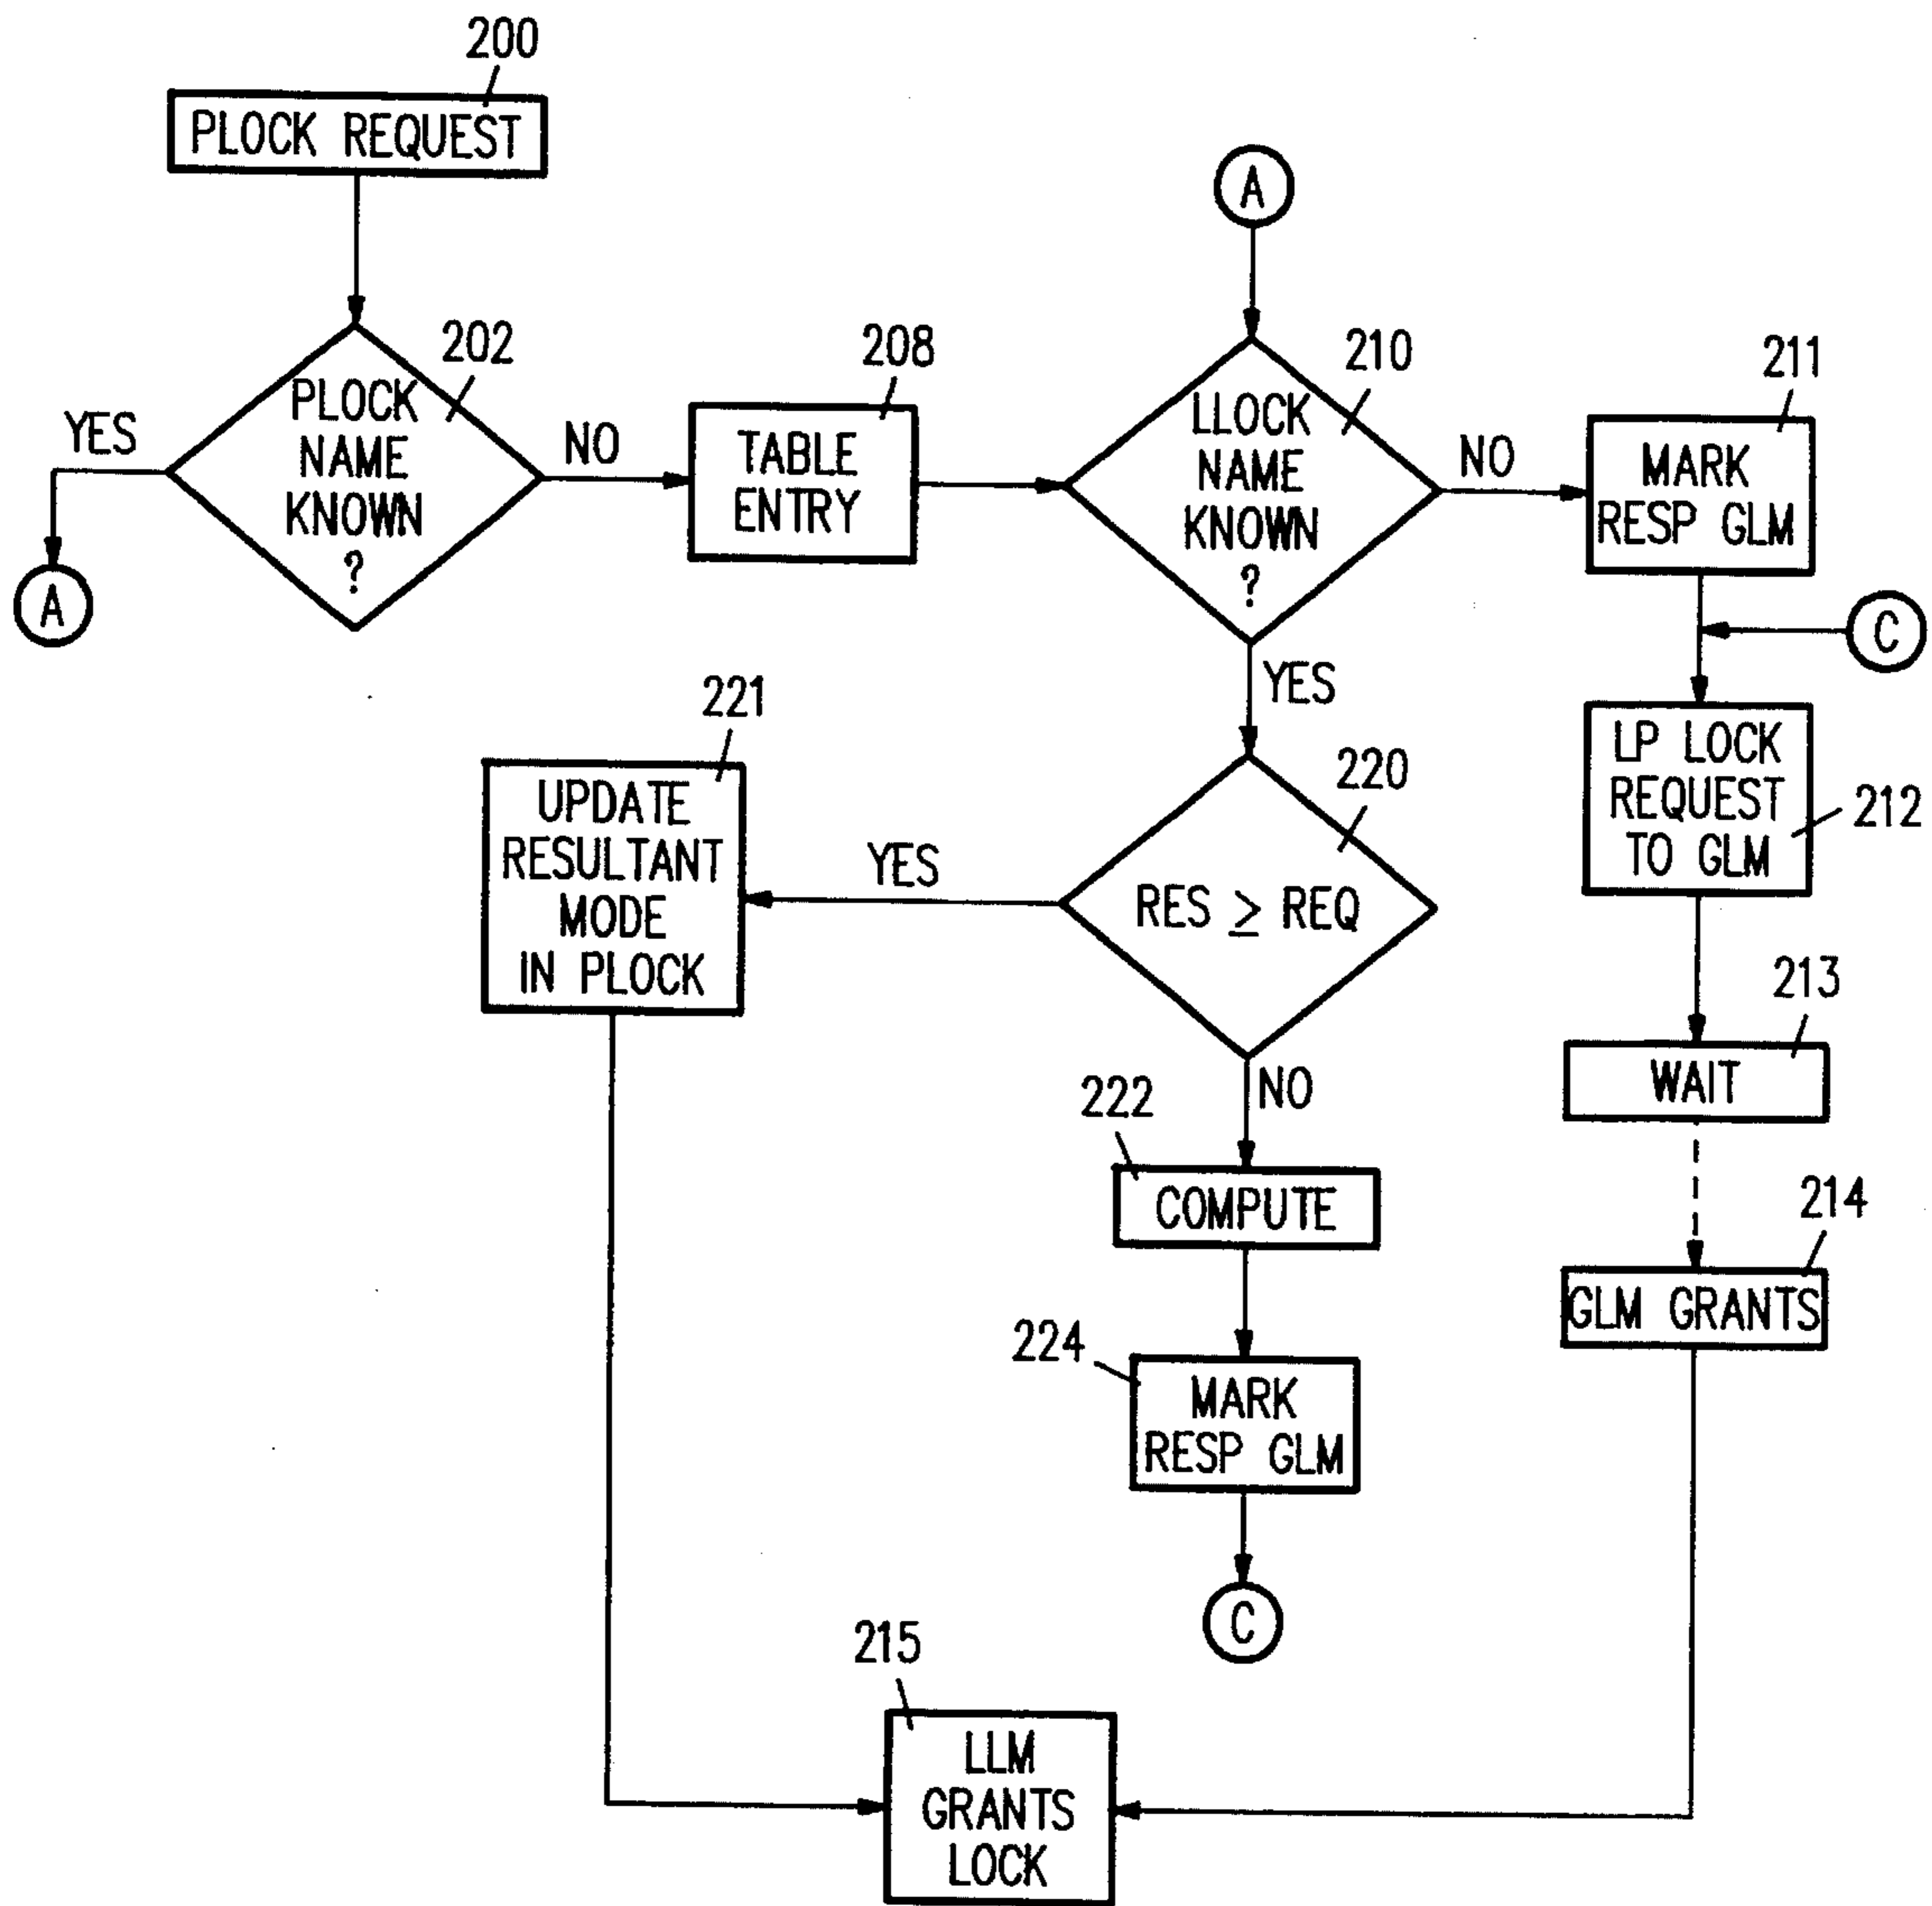 200
PLOCK REQUEST
202
PLOCK
NAME
KNOWN
?
YES
A
NO
208
TABLE
ENTRY
A
210
LLOCK
NAME
KNOWN
?
NO
211
MARK
RESP GLM
C
YES
LP LOCK
REQUEST
TO GLM
212
213
WAIT
214
GLM GRANTS
220
RES ≥ REQ
YES
221
UPDATE
RESULTANT
MODE
IN PLOCK
NO
222
COMPUTE
224
MARK
RESP GLM
C
215
LLM
GRANTS
LOCK